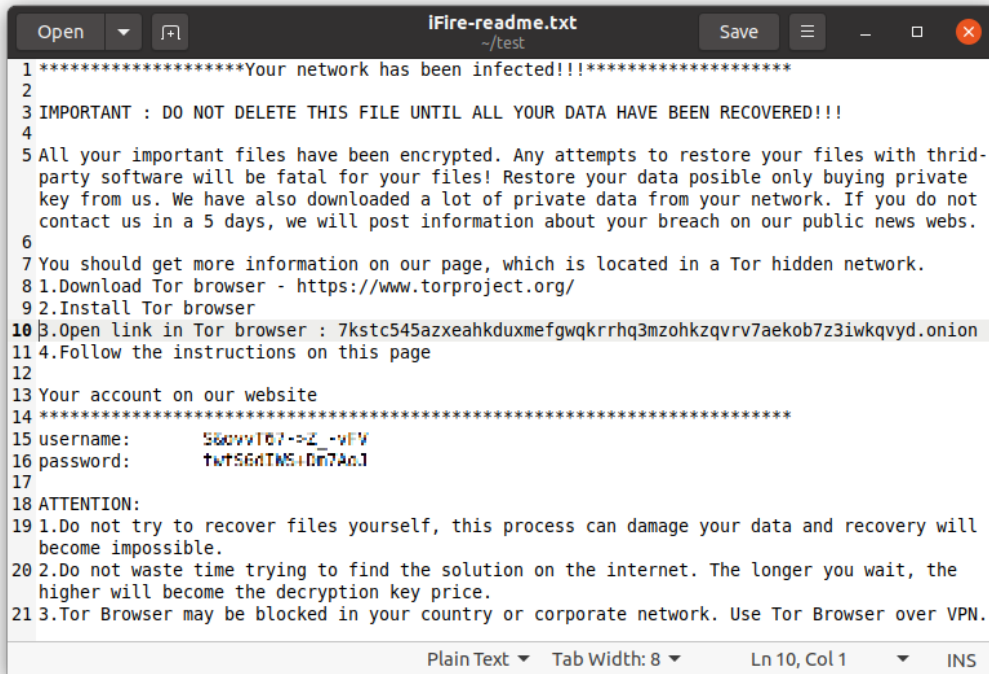 Open
iFire-readme.txt
~/test
Save
1 ********************Your network has been infected!!!********************
2
3 IMPORTANT : DO NOT DELETE THIS FILE UNTIL ALL YOUR DATA HAVE BEEN RECOVERED!!!
4
5 All your important files have been encrypted. Any attempts to restore your files with thrid-
party software will be fatal for your files! Restore your data posible only buying private
key from us. We have also downloaded a lot of private data from your network. If you do not
contact us in a 5 days, we will post information about your breach on our public news webs.
6
7 You should get more information on our page, which is located in a Tor hidden network.
8 1.Download Tor browser - https://www.torproject.org/
9 2.Install Tor browser
10 3.Open link in Tor browser : 7kstc545azxeahkduxmefgwqkrrhq3mzohkzqvrv7aekob7z3iwkqvyd.onion
11 4.Follow the instructions on this page
12
13 Your account on our website
14 *************************************************************************
15 username:
16 password:
17
18 ATTENTION:
19 1.Do not try to recover files yourself, this process can damage your data and recovery will
become impossible.
20 2.Do not waste time trying to find the solution on the internet. The longer you wait, the
higher will become the decryption key price.
21 3.Tor Browser may be blocked in your country or corporate network. Use Tor Browser over VPN.
Plain Text Tab Width: 8 Ln 10, Col 1 INS